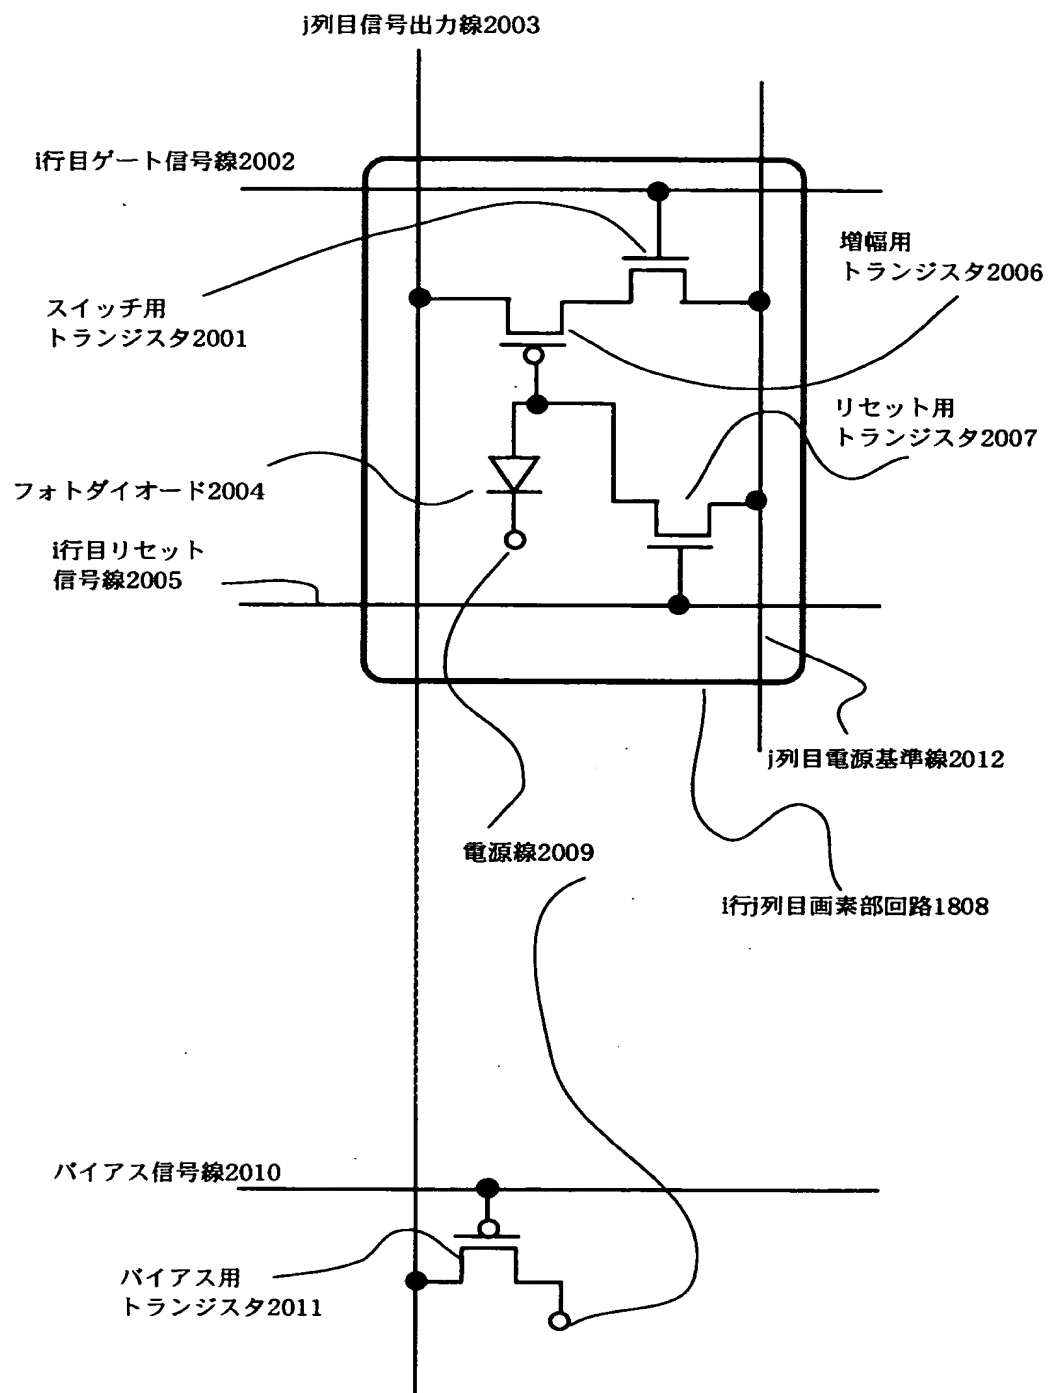 j列目信号出力線2003
i行目ゲート信号線2002
増幅用
トランジスタ2006
スイッチ用
トランジスタ2001
リセット用
トランジスタ2007
フォトダイオード2004
i行目リセット
信号線2005
j列目電源基準線2012
電源線2009
i行j列目画素部回路1808
バイアス信号線2010
バイアス用
トランジスタ2011